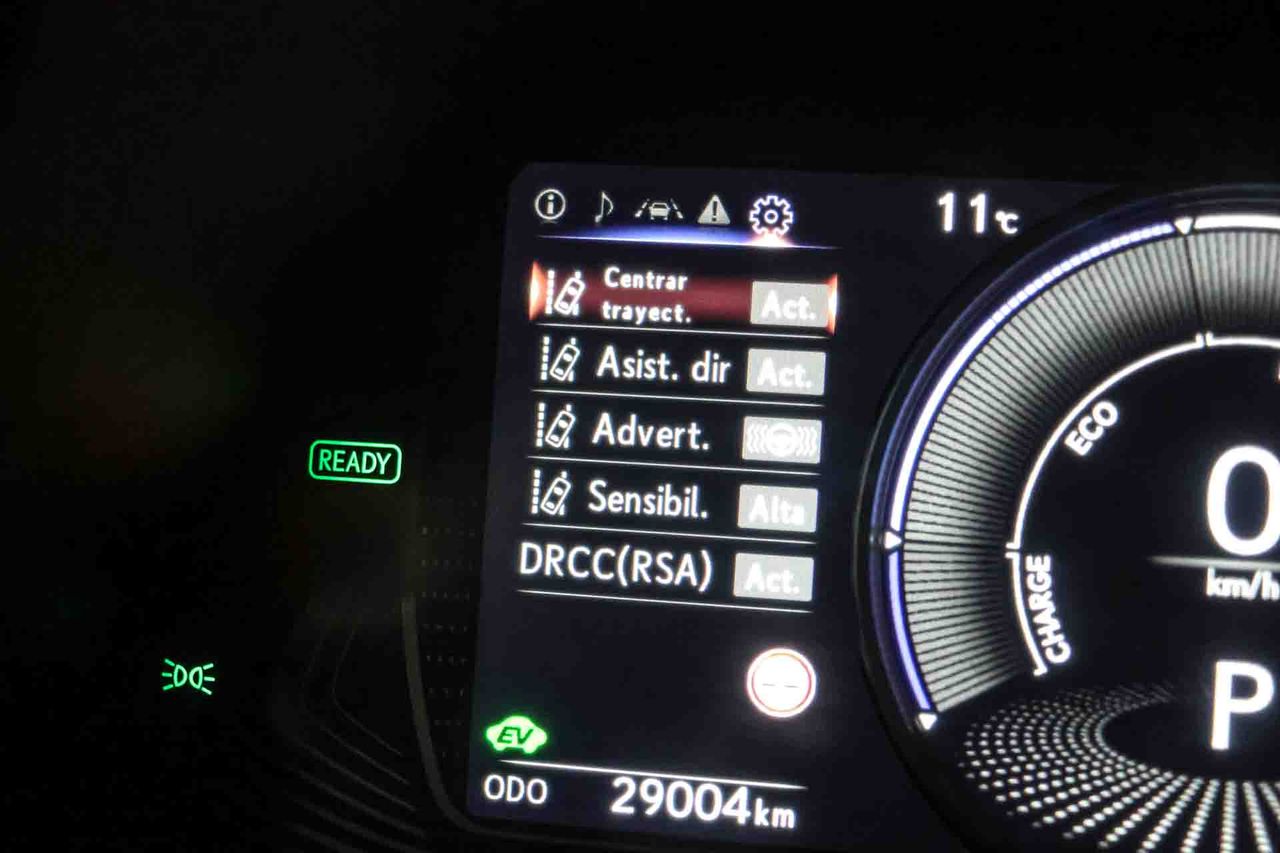 11°C
Centrar
trayect.
Act.
Asist. dir
Act.
Advert.
Sensibil.
Alta
DRCC(RSA)
Act.
READY
EV
ODO
29004km
ECO
CHARGE
0
km/h
P